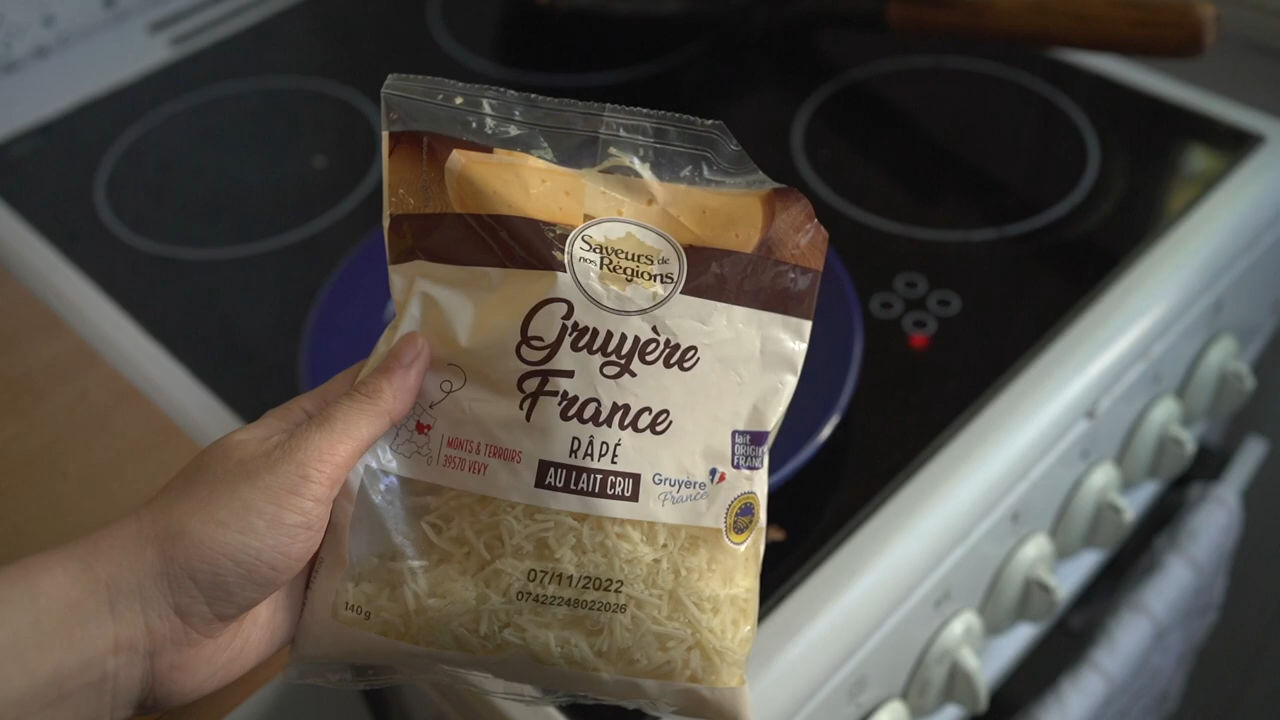 Saveurs de
nos Régions
Gruyère
France
RÂPÉ
AU LAIT CRU
MONTS & TERROIRS
39570 VEVY
Gruyère
France
lait
07/11/2022
07422248022026
140 g